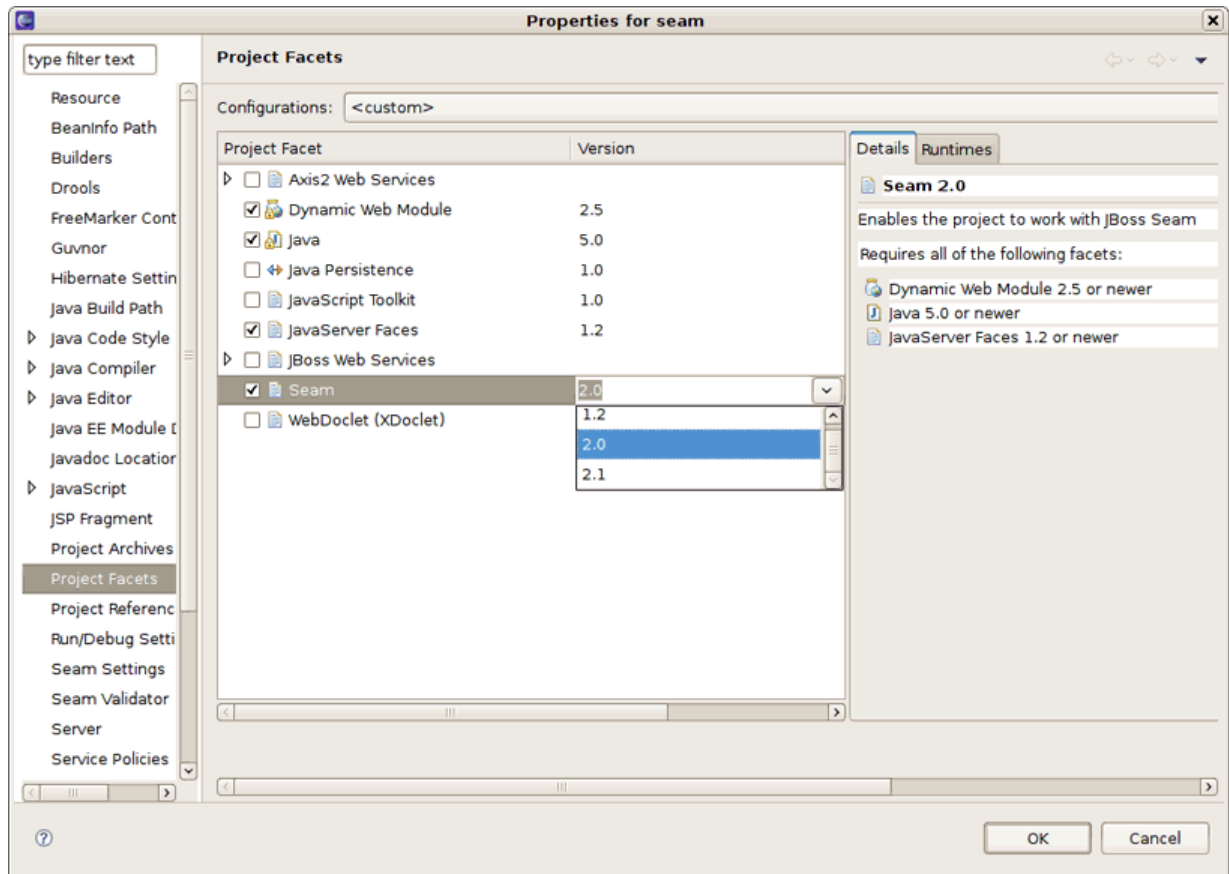 Properties for seam
type filter text
Resource
BeanInfo Path
Builders
Drools
FreeMarker Cont
Guvnor
Hibernate Settin
Java Build Path
Java Code Style
Java Compiler
Java Editor
Java EE Module D
Javadoc Location
JavaScript
JSP Fragment
Project Archives
Project Facets
Project Referenc
Run/Debug Setti
Seam Settings
Seam Validator
Server
Service Policies
Project Facets
Configurations: <custom>
Project Facet Version
Axis2 Web Services
Dynamic Web Module 2.5
Java 5.0
Java Persistence 1.0
JavaScript Toolkit 1.0
JavaServer Faces 1.2
JBoss Web Services
Seam 2.0
WebDoclet (XDoclet)
1.2
2.0
2.1
Details Runtimes
Seam 2.0
Enables the project to work with JBoss Seam
Requires all of the following facets:
Dynamic Web Module 2.5 or newer
Java 5.0 or newer
JavaServer Faces 1.2 or newer
OK Cancel